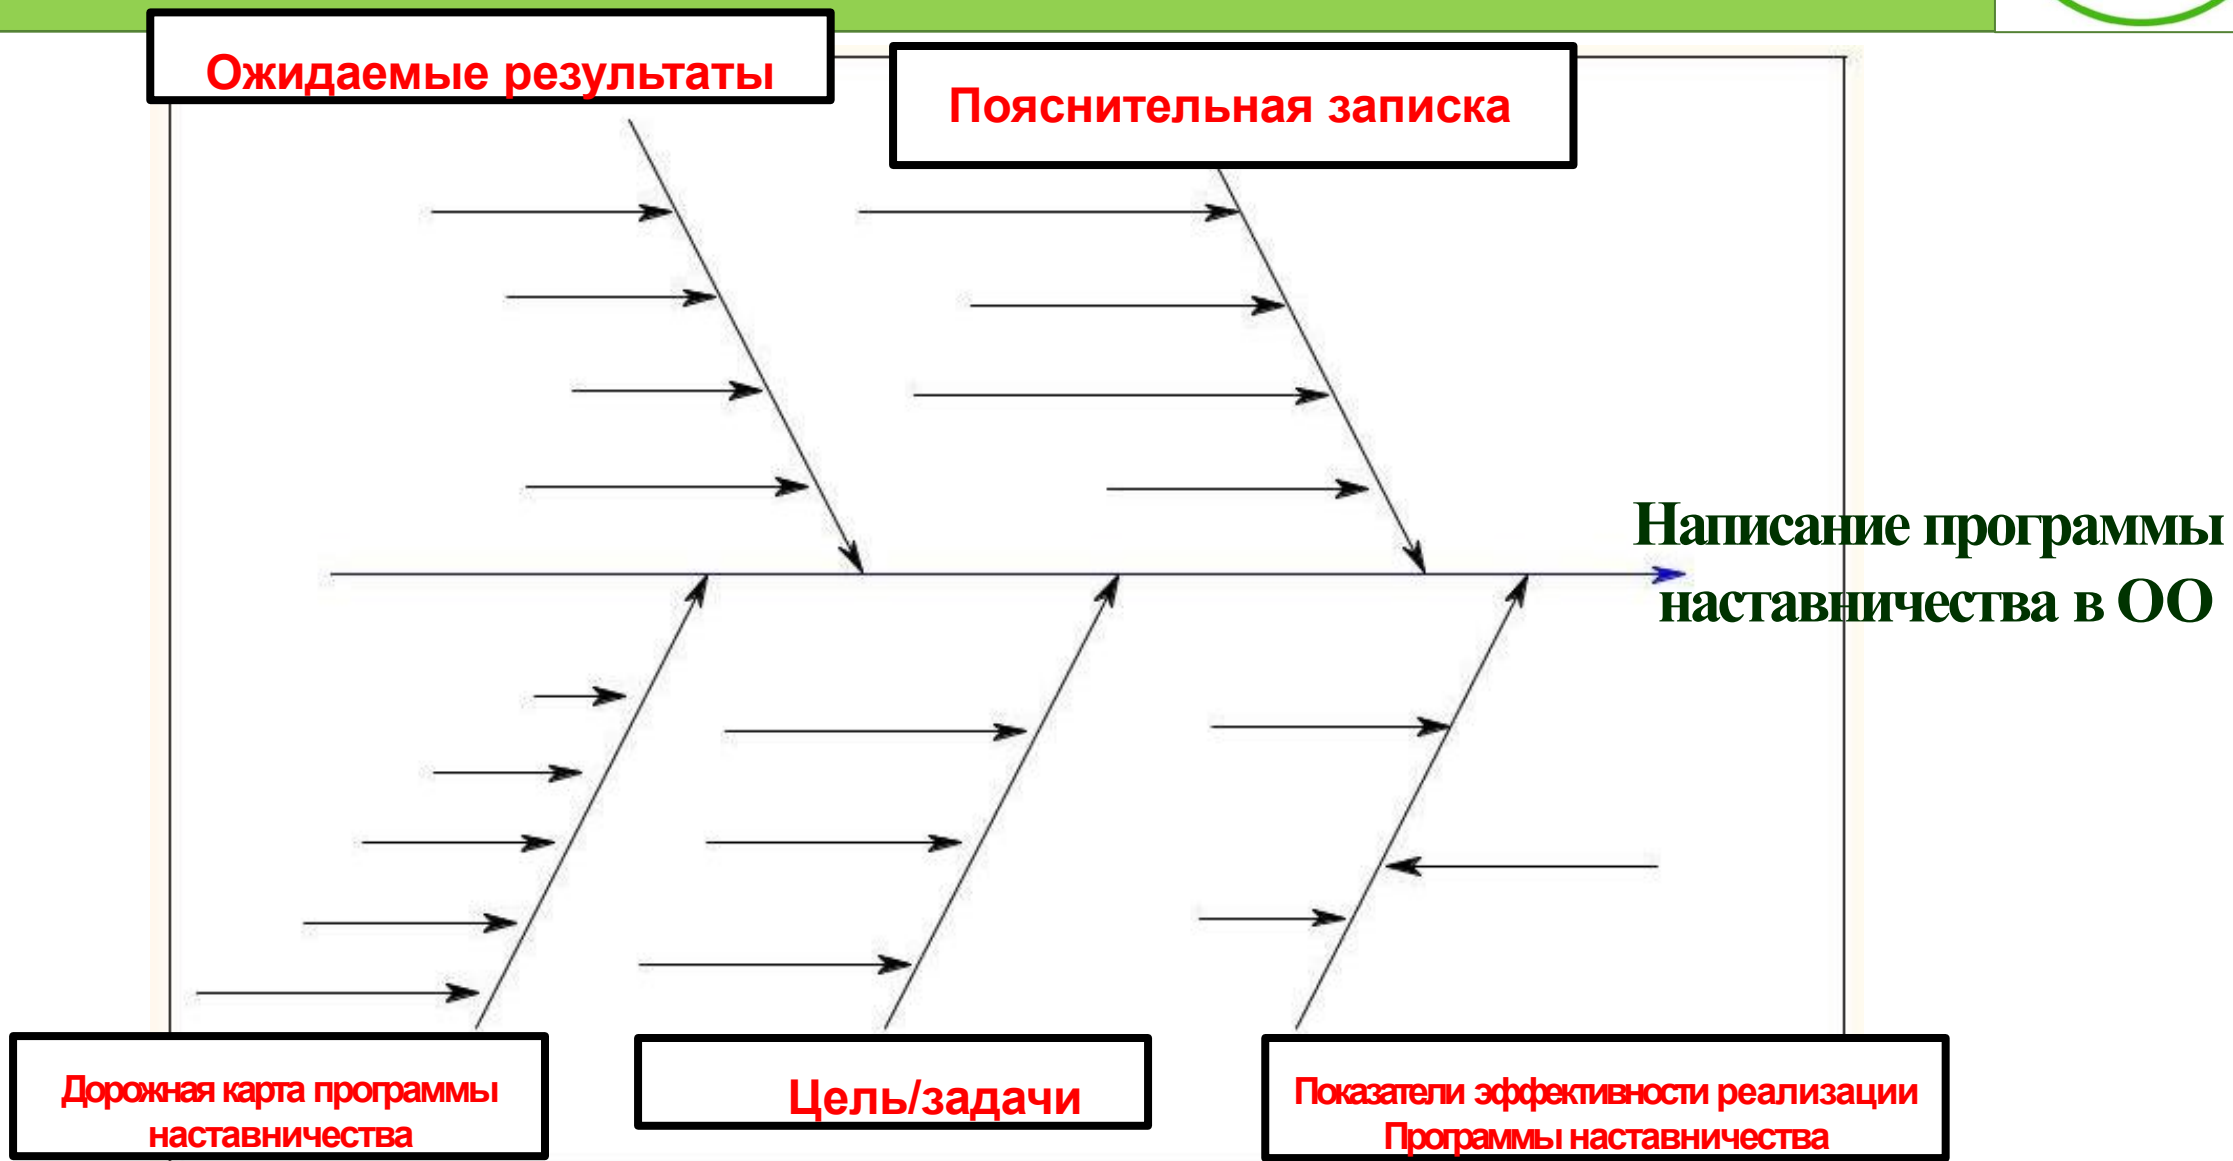 Ожидаемые результаты
Пояснительная записка
Написание программы
наставничества в ОО
Дорожная карта программы
наставничества
Цель/задачи
Показатели эффективности реализации
Программы наставничества